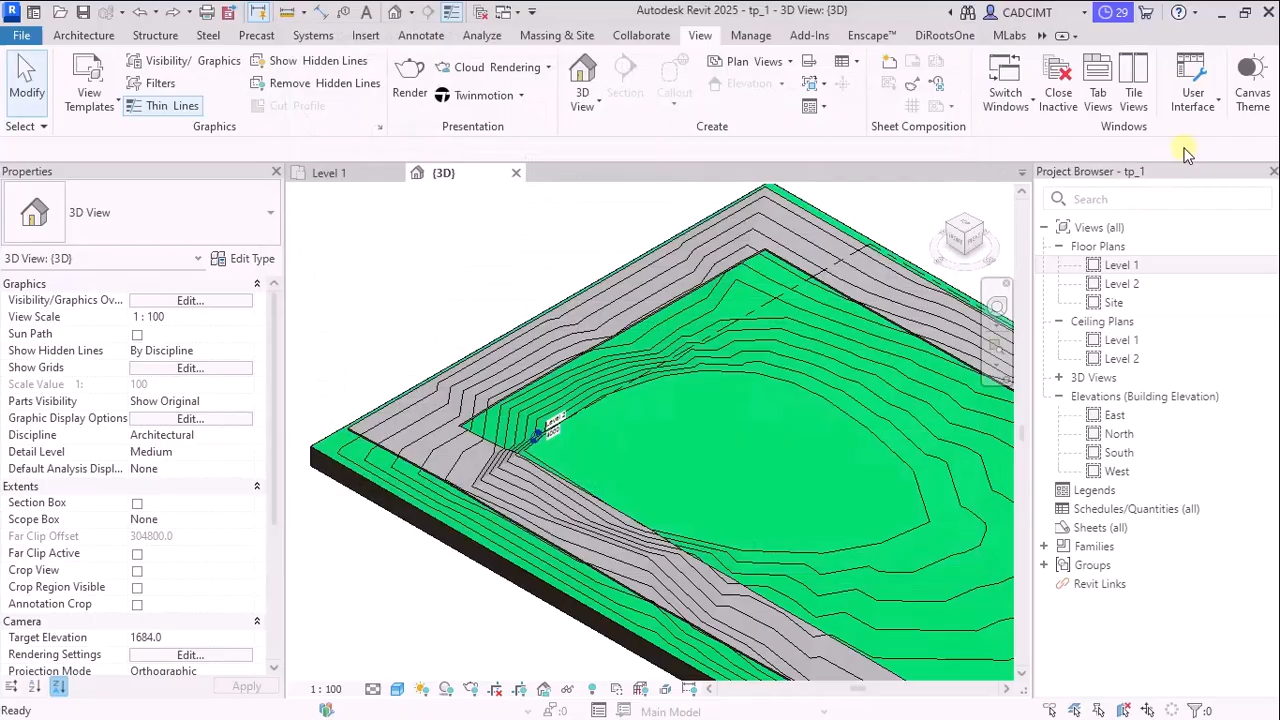 Autodesk Revit 2025 - tp_1 - 3D View: {3D}
CADCIMT
29
File Architecture Structure Steel Precast Systems Insert Annotate Analyze Massing & Site Collaborate View Manage Add-Ins Enscape™ DiRootsOne MLabs
Modify
View Templates
Visibility/ Graphics
Filters
Thin Lines
Show Hidden Lines
Remove Hidden Lines
Cut Profile
Render
Cloud Rendering
Twinmotion
3D View
Section
Callout
Plan Views
Elevation
Switch Windows
Close Inactive
Tab Views
Tile Views
User Interface
Canvas Theme
Select
Graphics
Presentation
Create
Sheet Composition
Windows
Properties
3D View
3D View: {3D}
Edit Type
Graphics
Visibility/Graphics Ov... Edit...
View Scale 1 : 100
Sun Path
Show Hidden Lines By Discipline
Show Grids Edit...
Scale Value 1: 100
Parts Visibility Show Original
Graphic Display Options Edit...
Discipline Architectural
Detail Level Medium
Default Analysis Displ... None
Extents
Section Box
Scope Box None
Far Clip Offset 304800.0
Far Clip Active
Crop View
Crop Region Visible
Annotation Crop
Camera
Target Elevation 1684.0
Rendering Settings Edit...
Projection Mode Orthographic
Apply
Level 1
{3D}
Level 2
4000
TOP
FRONT
1 : 100
Project Browser - tp_1
Search
Views (all)
Floor Plans
Level 1
Level 2
Site
Ceiling Plans
Level 1
Level 2
3D Views
Elevations (Building Elevation)
East
North
South
West
Legends
Schedules/Quantities (all)
Sheets (all)
Families
Groups
Revit Links
Ready
:0
Main Model
:0